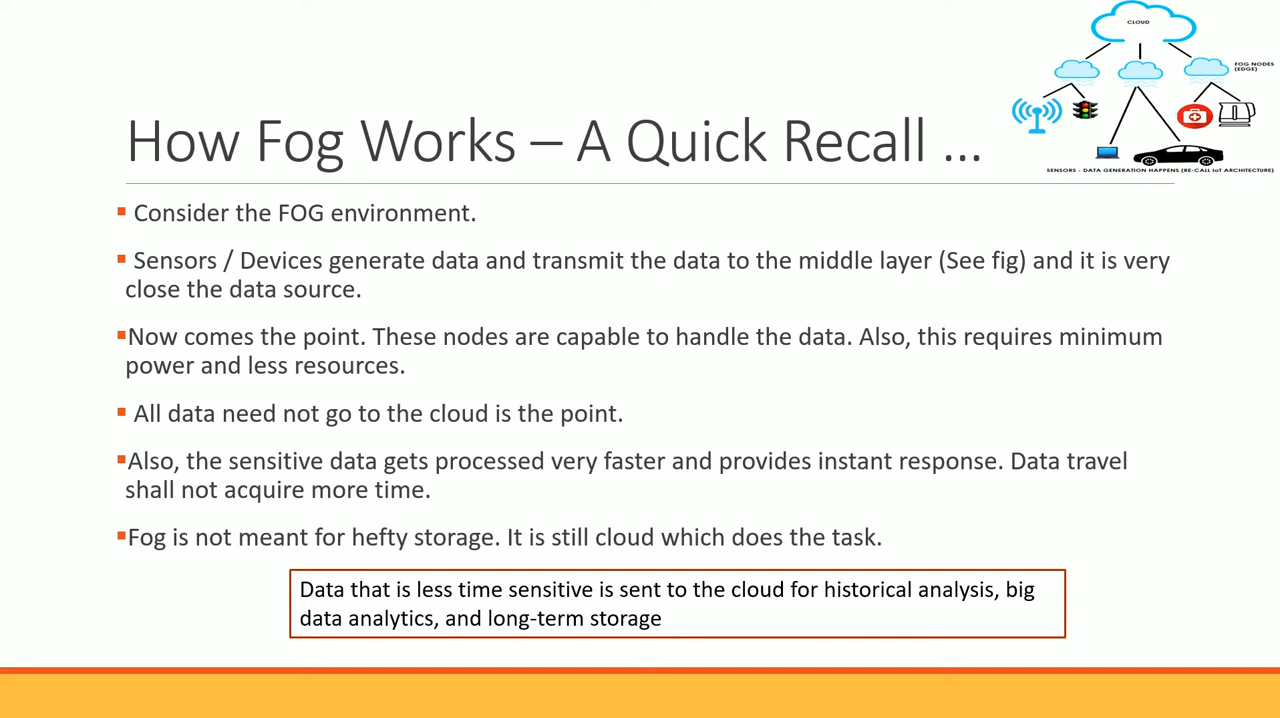 CLOUD
FOG NODES
(EDGE)
SENSORS - DATA GENERATION HAPPENS (RE-CALL IoT ARCHITECTURE)
How Fog Works – A Quick Recall ...
Consider the FOG environment.
Sensors / Devices generate data and transmit the data to the middle layer (See fig) and it is very
close the data source.
Now comes the point. These nodes are capable to handle the data. Also, this requires minimum
power and less resources.
All data need not go to the cloud is the point.
Also, the sensitive data gets processed very faster and provides instant response. Data travel
shall not acquire more time.
Fog is not meant for hefty storage. It is still cloud which does the task.
Data that is less time sensitive is sent to the cloud for historical analysis, big
data analytics, and long-term storage